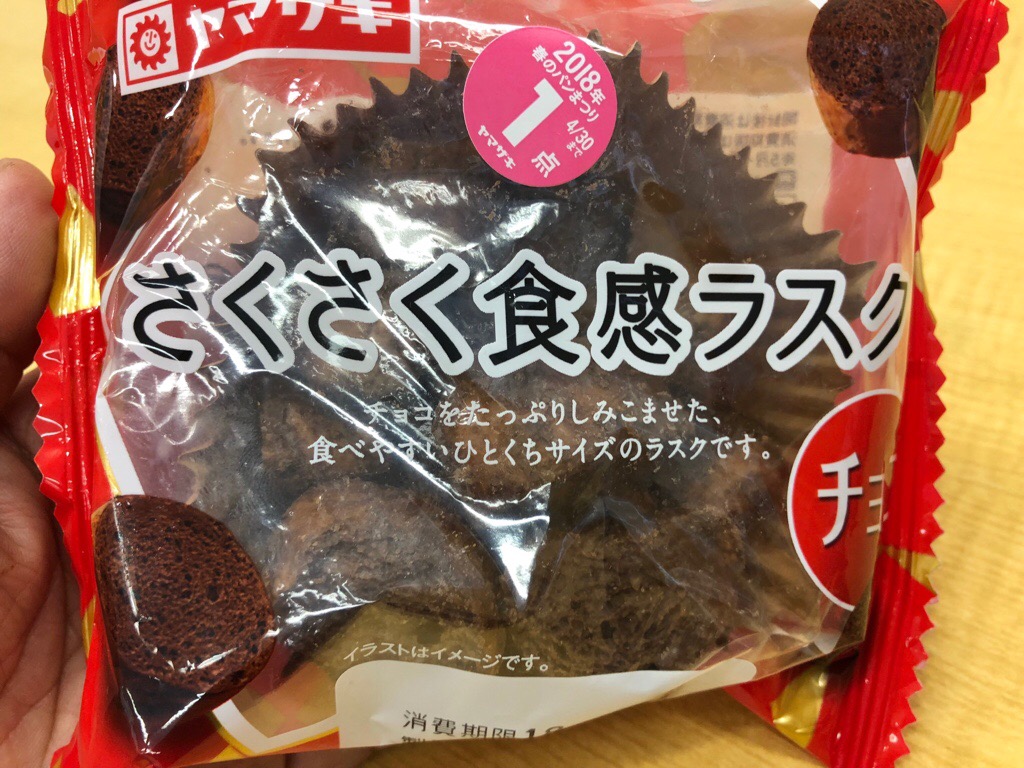 ヤマザキ
2018年
春のパンまつり
1点
4/30まで
ヤマザキ
さくさく食感ラスク
チョコをたっぷりしみこませた、
食べやすいひとくちサイズのラスクです。
チョ
イラストはイメージです。
消費期限